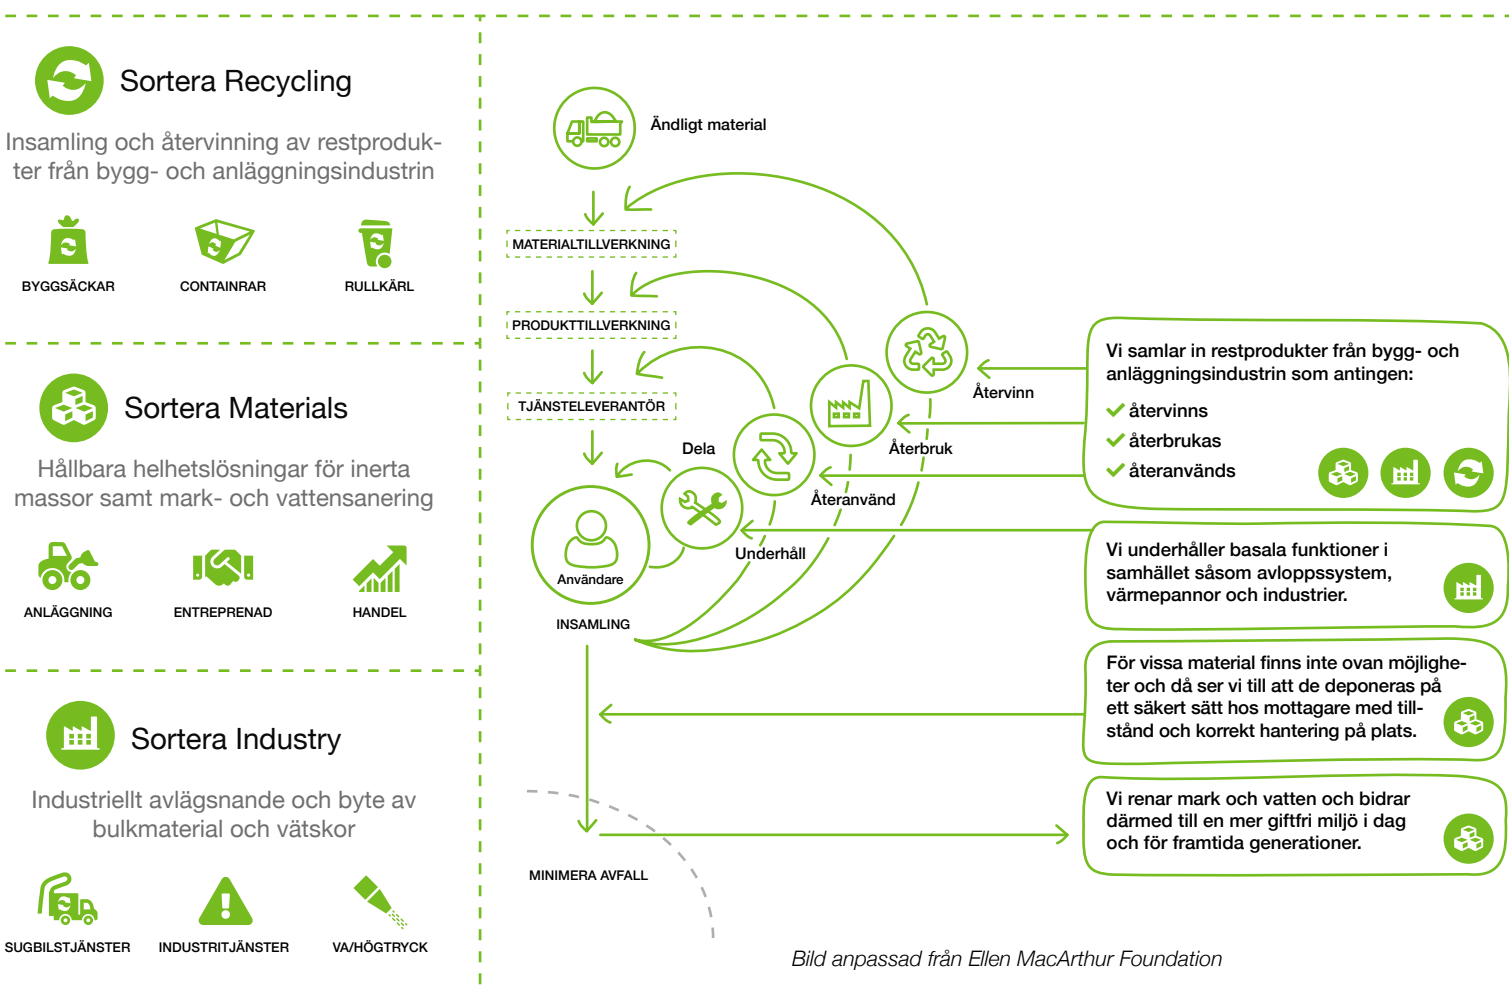 Sortera Recycling
Insamling och återvinning av restproduk-
ter från bygg- och anläggningsindustrin
BYGGSÄCKAR
CONTAINRAR
RULLKÄRL
Sortera Materials
Hållbara helhetslösningar för inerta
massor samt mark- och vattensanering
ANLÄGGNING
ENTREPRENAD
HANDEL
Sortera Industry
Industriellt avlägsnande och byte av
bulkmaterial och vätskor
SUGBILSTJÄNSTER
INDUSTRITJÄNSTER
VA/HÖGTRYCK
Ändligt material
MATERIALTILLVERKNING
PRODUKTTILLVERKNING
TJÄNSTELEVERANTÖR
Återvinn
Återbruk
Dela
Återanvänd
Underhåll
Användare
INSAMLING
MINIMERA AVFALL
Vi samlar in restprodukter från bygg- och
anläggningsindustrin som antingen:
återvinns
återbrukas
återanvänds
Vi underhåller basala funktioner i
samhället såsom avloppssystem,
värmepannor och industrier.
För vissa material finns inte ovan möjlighe-
ter och då ser vi till att de deponeras på
ett säkert sätt hos mottagare med till-
stånd och korrekt hantering på plats.
Vi renar mark och vatten och bidrar
därmed till en mer giftfri miljö i dag
och för framtida generationer.
Bild anpassad från Ellen MacArthur Foundation